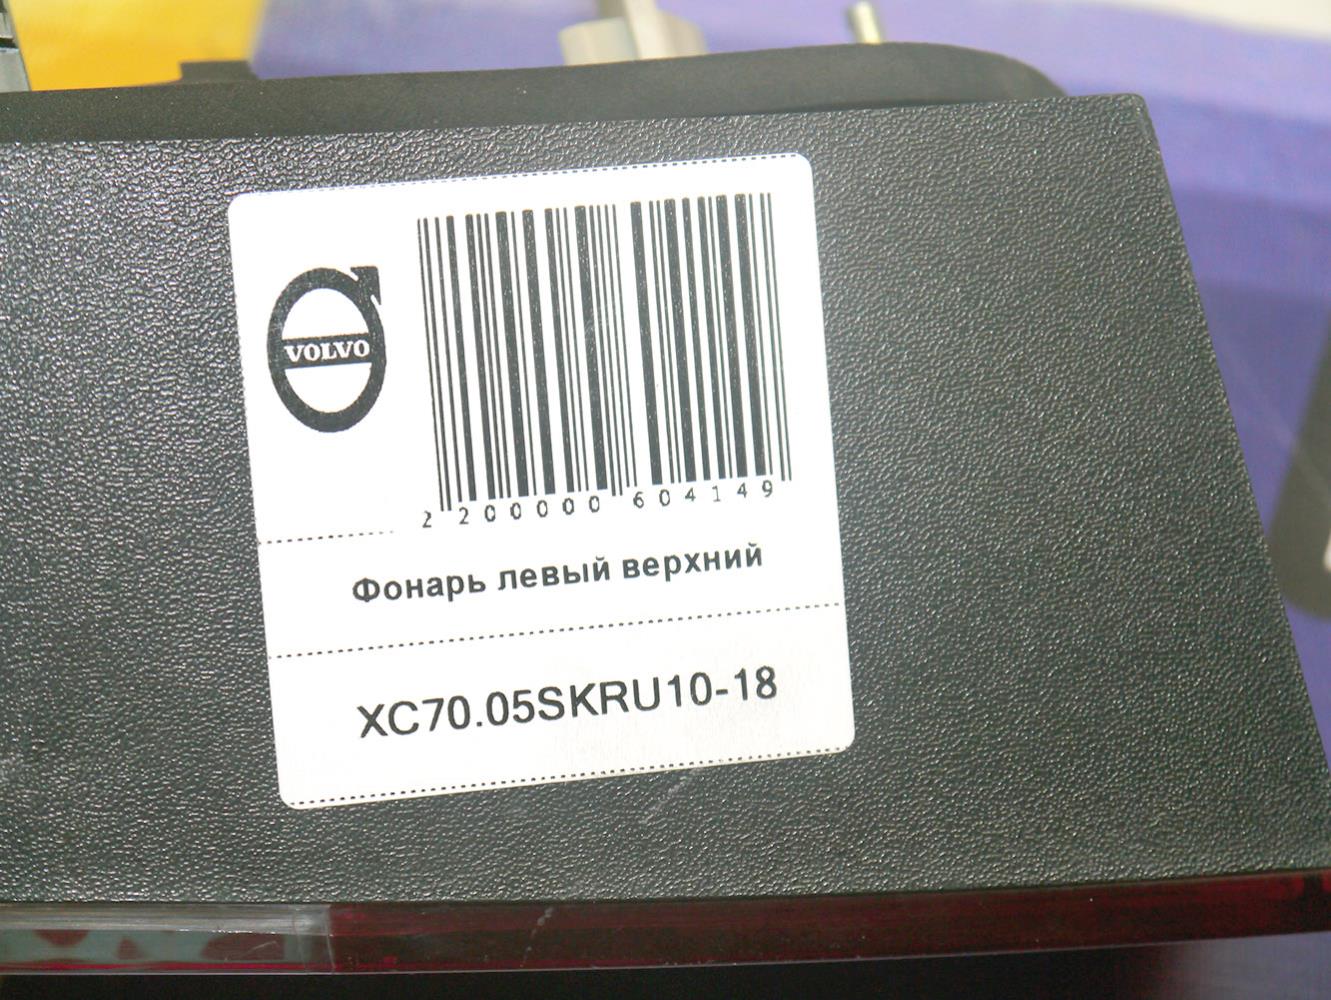 VOLVO
2 200000 604149
Фонарь левый верхний
XC70.05SKRU10-18